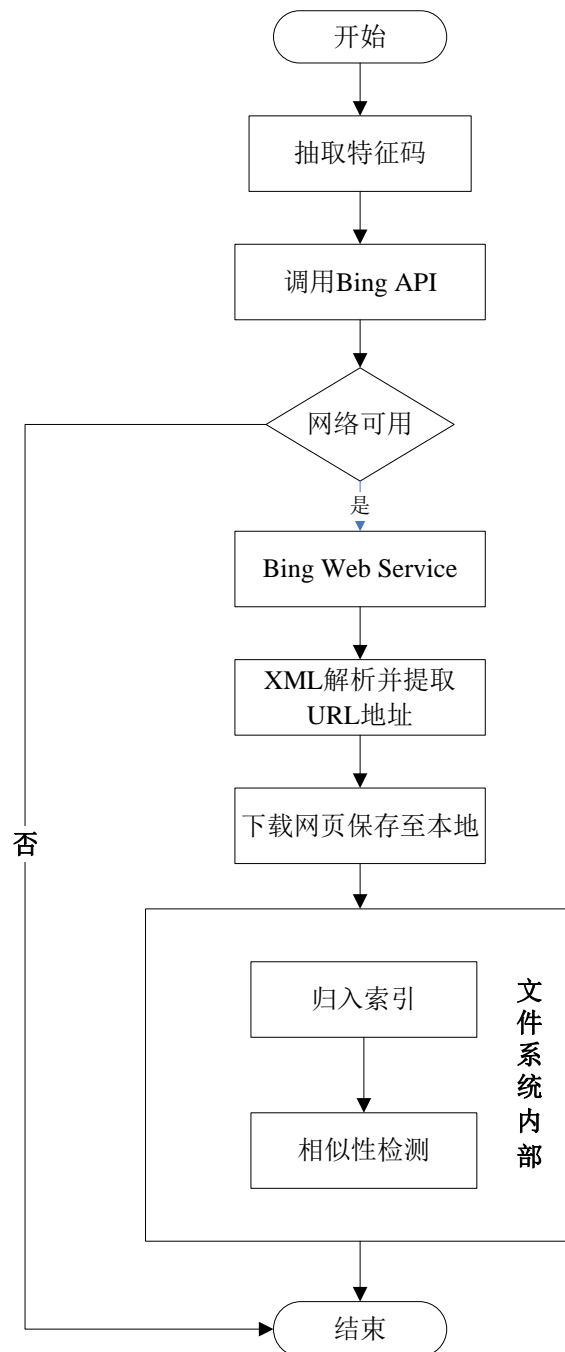 开始
抽取特征码
调用Bing API
网络可用
是
Bing Web Service
XML解析并提取
URL地址
下载网页保存至本地
否
归入索引
文件系统内部
相似性检测
结束